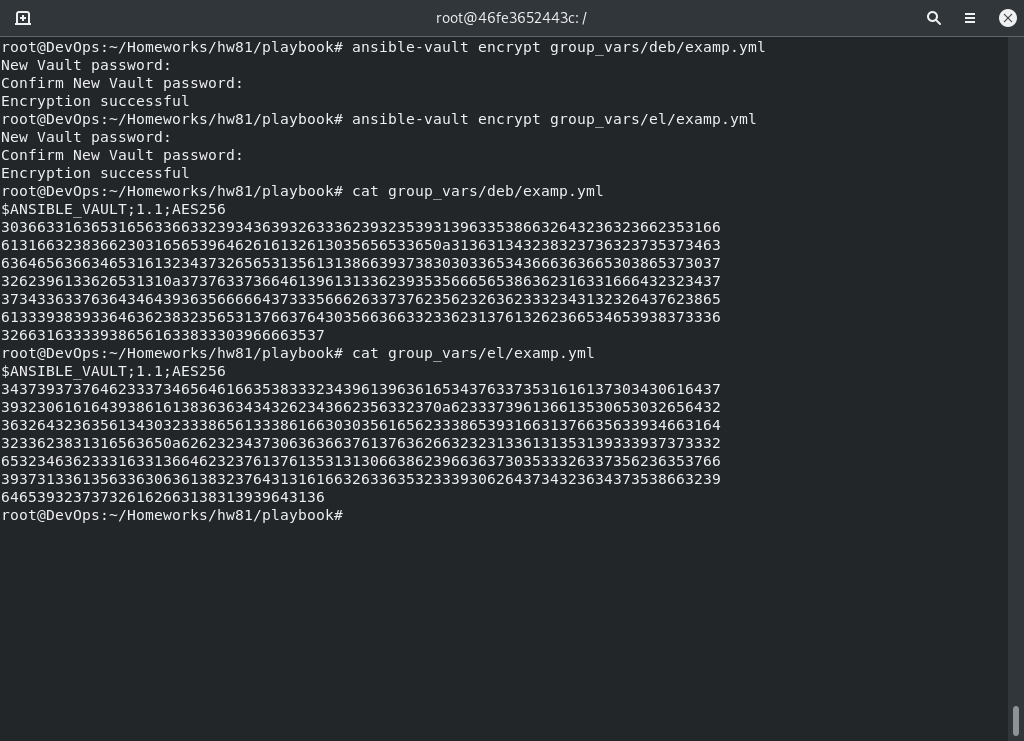 root@46fe3652443c: /
root@DevOps:~/Homeworks/hw81/playbook# ansible-vault encrypt group_vars/deb/examp.yml
New Vault password:
Confirm New Vault password:
Encryption successful
root@DevOps:~/Homeworks/hw81/playbook# ansible-vault encrypt group_vars/el/examp.yml
New Vault password:
Confirm New Vault password:
Encryption successful
root@DevOps:~/Homeworks/hw81/playbook# cat group_vars/deb/examp.yml
$ANSIBLE_VAULT;1.1;AES256
30366331636531656336633239343639326333623932353931396335386632643236323662353166
6131663238366230316565396462616132613035656533650a313631343238323736323735373463
63646563663465316132343732656531356131386639373830303365343666363665303865373037
3262396133626531310a373763373664613961313362393535666565386362316331666432323437
37343363376364346439363566666437333566626337376235623263623332343132326437623865
61333938393364636238323565313766376430356636633233623137613262366534653938373336
326631633339386561633833303966663537
root@DevOps:~/Homeworks/hw81/playbook# cat group_vars/el/examp.yml
$ANSIBLE_VAULT;1.1;AES256
34373937376462333734656461663538333234396139636165343763373531616137303430616437
3932306161643938616138363634343262343662356332370a623337396136613530653032656432
36326432363561343032333865613338616630303561656233386539316631376635633934663164
3233623831316563650a626232343730636366376137636266323231336131353139333937373332
65323463623331633136646232376137613531313066386239663637303533326337356236353766
39373133613563363063613832376431316166326336353233393062643734323634373538663239
646539323737326162663138313939643136
root@DevOps:~/Homeworks/hw81/playbook#